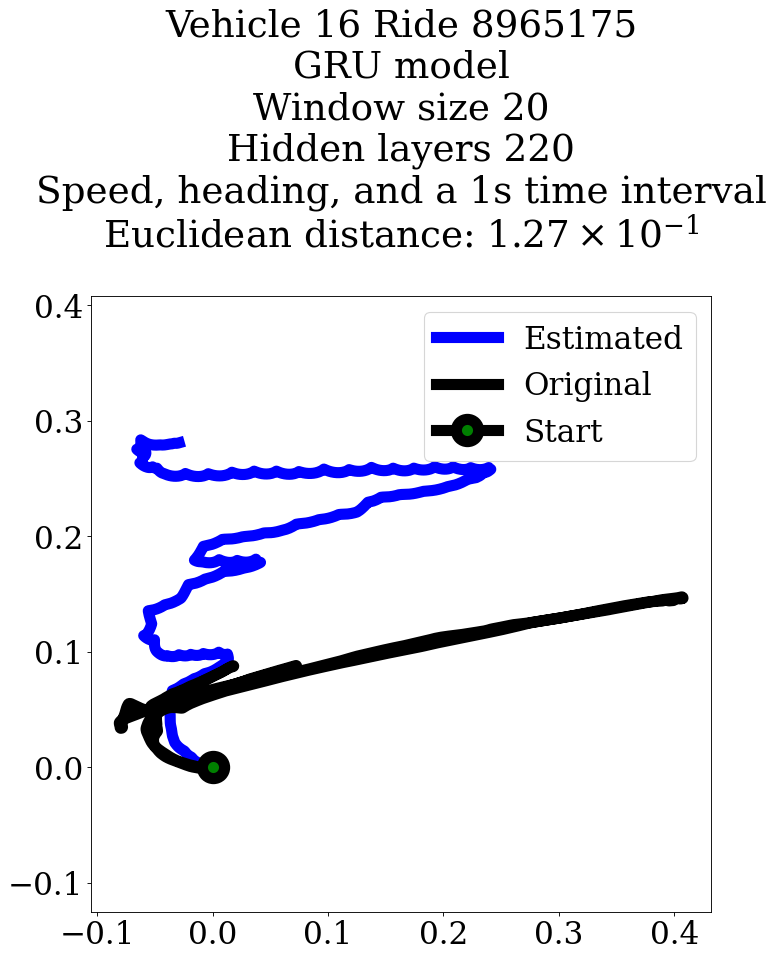 Vehicle 16 Ride 8965175
GRU model
Window size 20
Hidden layers 220
Speed, heading, and a 1s time interval
Euclidean distance: 1.27 × 10⁻¹
Estimated
Original
Start
0.4
0.3
0.2
0.1
0.0
−0.1
−0.1 0.0 0.1 0.2 0.3 0.4